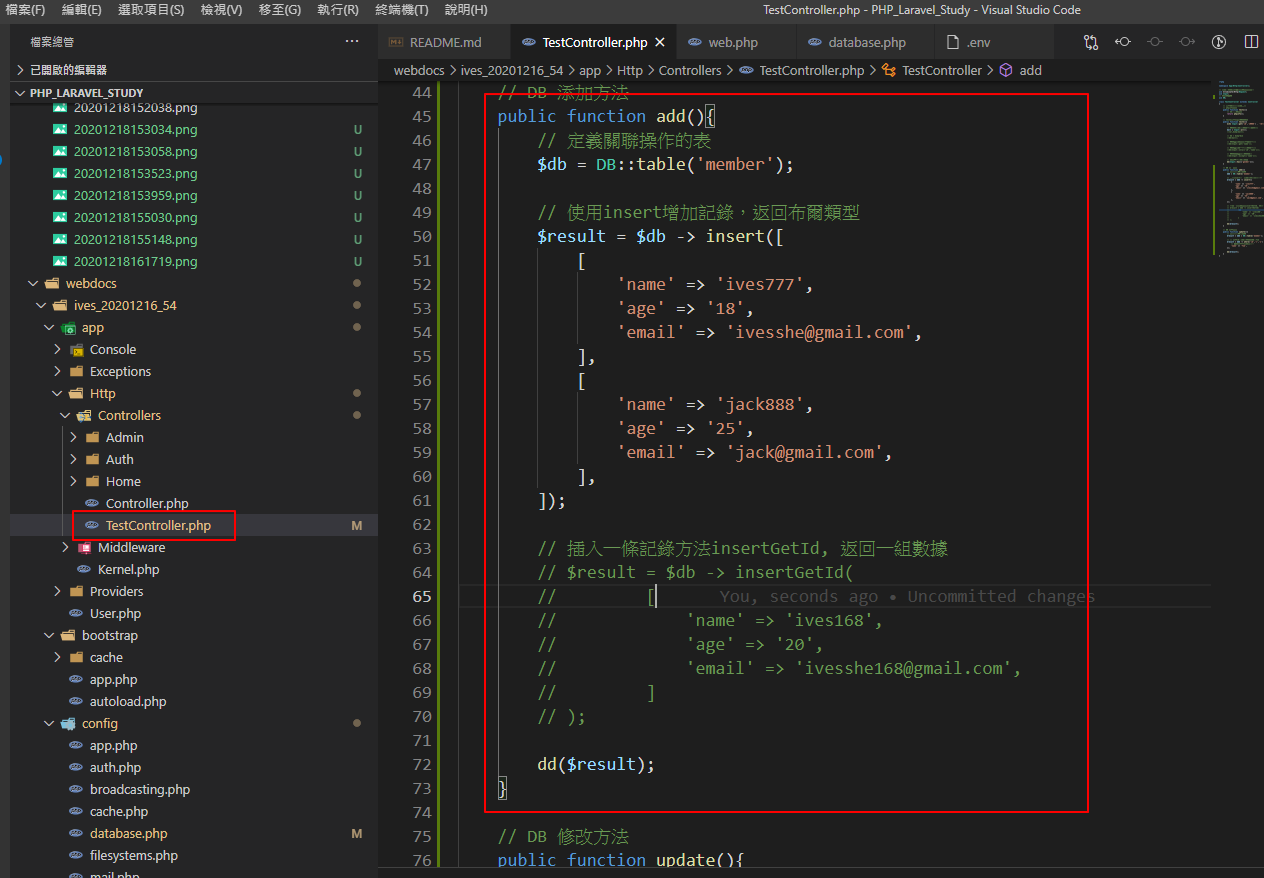 檔案(F) 編輯(E) 選取項目(S) 檢視(V) 移至(G) 執行(R) 終端機(T) 說明(H) TestController.php - PHP_Laravel_Study - Visual Studio Code
檔案總管 ···
已開啟的編輯器
PHP_LARAVEL_STUDY
20201218152038.png
20201218153034.png U
20201218153058.png U
20201218153523.png U
20201218153959.png U
20201218155030.png U
20201218155148.png U
20201218161719.png U
webdocs
ives_20201216_54
app
Console
Exceptions
Http
Controllers
Admin
Auth
Home
Controller.php
TestController.php M
Middleware
Kernel.php
Providers
User.php
bootstrap
cache
app.php
autoload.php
config
app.php
auth.php
broadcasting.php
cache.php
database.php M
filesystems.php
mail.php
README.md TestController.php web.php database.php .env
webdocs > ives_20201216_54 > app > Http > Controllers > TestController.php > TestController > add
44 // DB 添加方法
45 public function add(){
46 // 定義關聯操作的表
47 $db = DB::table('member');
48
49 // 使用insert增加記錄，返回布爾類型
50 $result = $db -> insert([
51 [
52 'name' => 'ives777',
53 'age' => '18',
54 'email' => 'ivesshe@gmail.com',
55 ],
56 [
57 'name' => 'jack888',
58 'age' => '25',
59 'email' => 'jack@gmail.com',
60 ],
61 ]);
62
63 // 插入一條記錄方法insertGetId, 返回一組數據
64 // $result = $db -> insertGetId(
65 // [ You, seconds ago • Uncommitted changes
66 // 'name' => 'ives168',
67 // 'age' => '20',
68 // 'email' => 'ivesshe168@gmail.com',
69 // ]
70 // );
71
72 dd($result);
73 }
74
75 // DB 修改方法
76 public function update(){